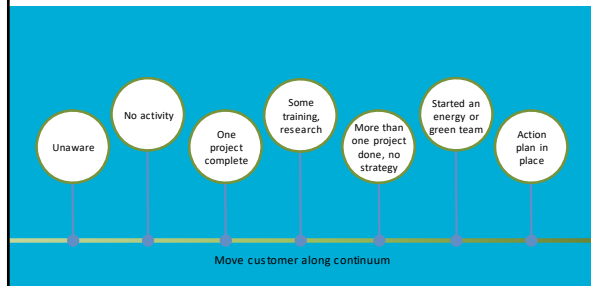 Unaware
No activity
One
project
complete
Some
training,
research
More than
one project
done, no
strategy
Started an
energy or
green team
Action
plan in
place
Move customer along continuum